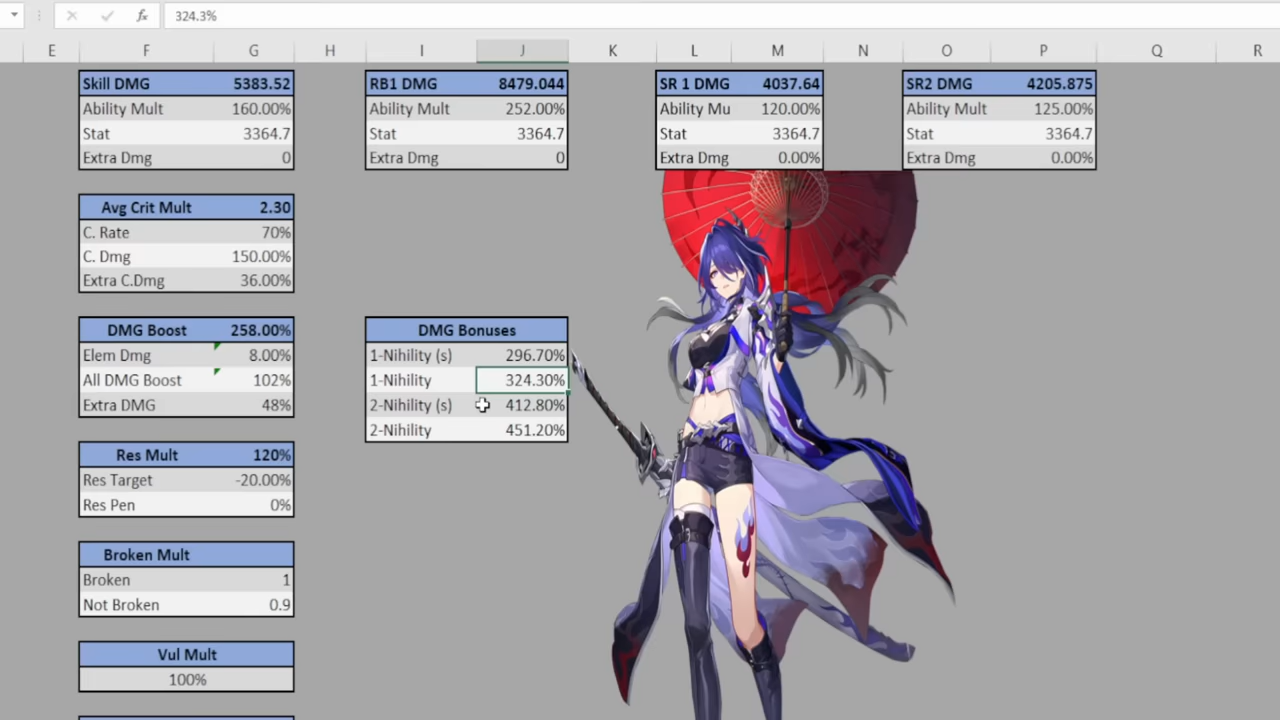 fx 324.3%
E F G H I J K L M N O P Q R
Skill DMG 5383.52 RB1 DMG 8479.044 SR 1 DMG 4037.64 SR2 DMG 4205.875
Ability Mult 160.00% Ability Mult 252.00% Ability Mu 120.00% Ability Mult 125.00%
Stat 3364.7 Stat 3364.7 Stat 3364.7 Stat 3364.7
Extra Dmg 0 Extra Dmg 0 Extra Dmg 0.00% Extra Dmg 0.00%
Avg Crit Mult 2.30
C. Rate 70%
C. Dmg 150.00%
Extra C.Dmg 36.00%
DMG Boost 258.00% DMG Bonuses
Elem Dmg 8.00% 1-Nihility (s) 296.70%
All DMG Boost 102% 1-Nihility 324.30%
Extra DMG 48% 2-Nihility (s) 412.80%
2-Nihility 451.20%
Res Mult 120%
Res Target -20.00%
Res Pen 0%
Broken Mult
Broken 1
Not Broken 0.9
Vul Mult
100%